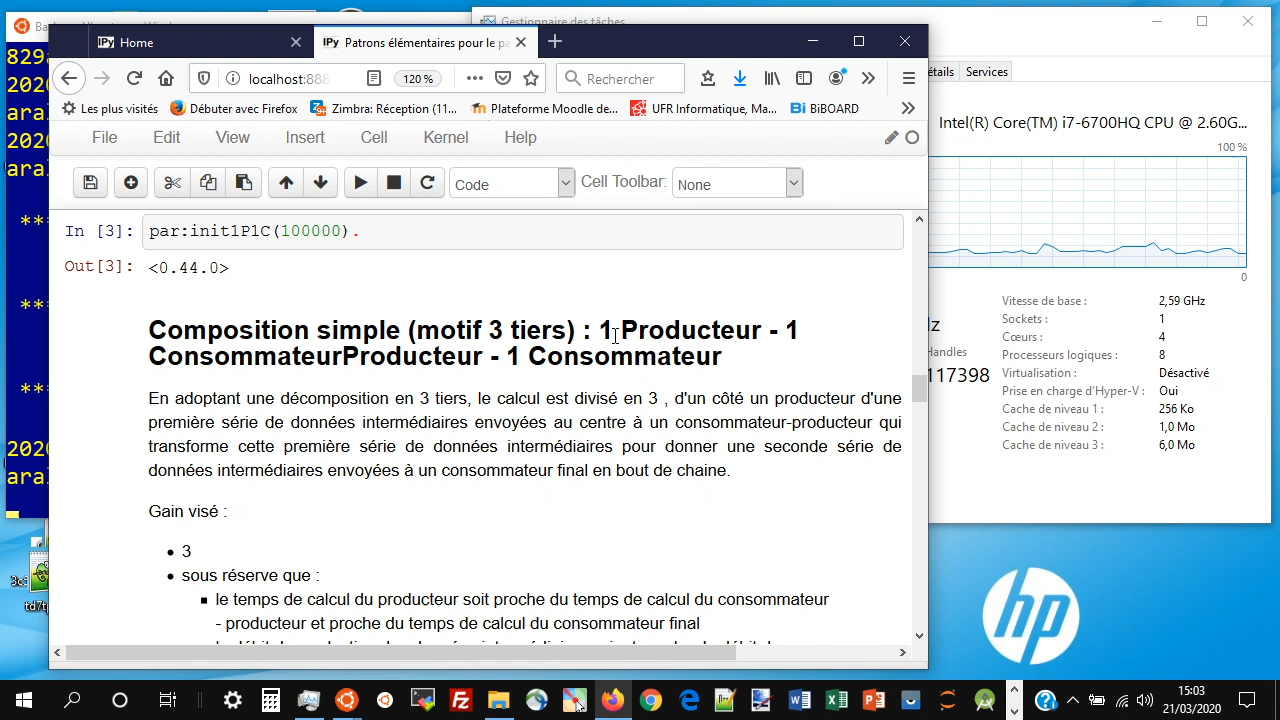 Gestionnaire des tâches
Home
Patrons élémentaires pour le pa
829
2020
ara
2020
ara
**
**
**
2020
ara
localhost:888
120 %
Rechercher
étails
Services
Les plus visités
Débuter avec Firefox
Zimbra: Réception (11...
Plateforme Moodle de...
UFR Informatique, Ma...
BiBOARD
File
Edit
View
Insert
Cell
Kernel
Help
Code
Cell Toolbar:
None
In [3]:
par:init1P1C(100000).
Out[3]:
<0.44.0>
Composition simple (motif 3 tiers) : 1 Producteur - 1
ConsommateurProducteur - 1 Consommateur
En adoptant une décomposition en 3 tiers, le calcul est divisé en 3 , d'un côté un producteur d'une
première série de données intermédiaires envoyées au centre à un consommateur-producteur qui
transforme cette première série de données intermédiaires pour donnrr une seconde série de
données intermédiaires envoyées à un consommateur final en bout de chaine.
Gain visé :
3
sous réserve que :
le temps de calcul du producteur soit proche du temps de calcul du consommateur
- producteur et proche du temps de calcul du consommateur final
Intel(R) Core(TM) i7-6700HQ CPU @ 2.60G...
100 %
0
Vitesse de base :
2,59 GHz
Sockets :
1
Cœurs :
4
Processeurs logiques :
8
Virtualisation :
Désactivé
Prise en charge d'Hyper-V :
Oui
Cache de niveau 1 :
256 Ko
Cache de niveau 2 :
1,0 Mo
Cache de niveau 3 :
6,0 Mo
Handles
117398
hp
15:03
21/03/2020